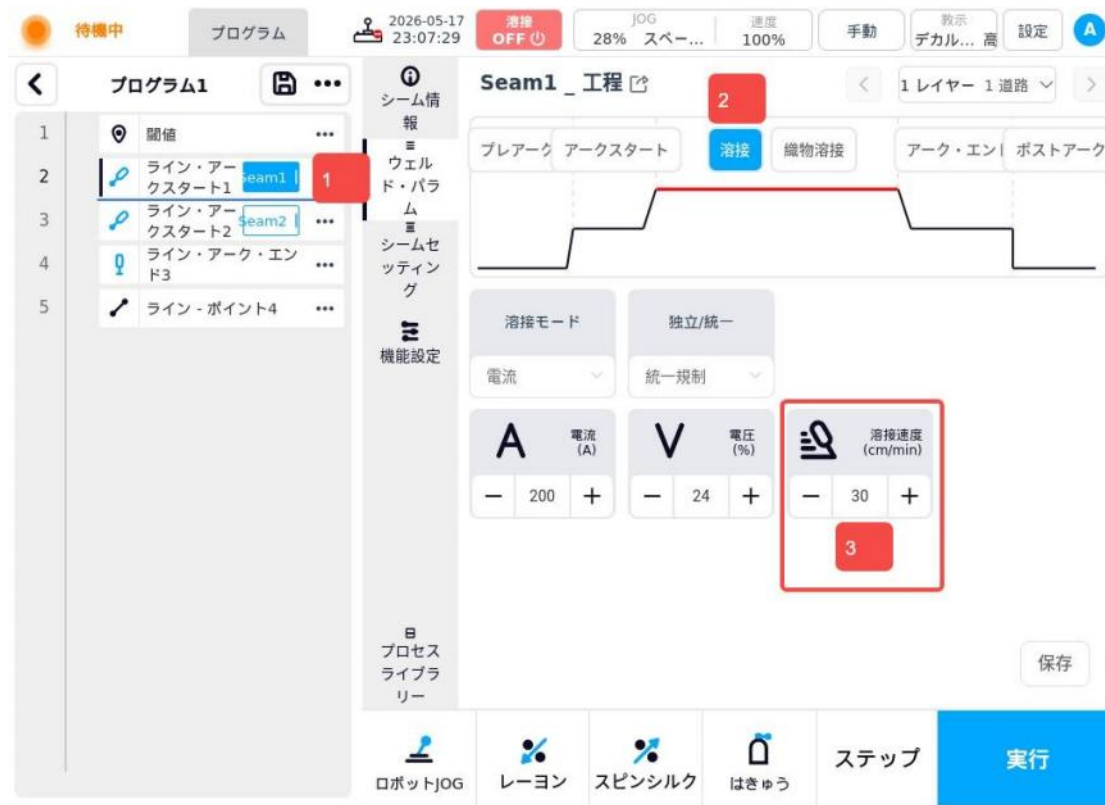 待機中
プログラム
2026-05-17
23:07:29
溶接
OFF
JOG
28% スペー...
速度
100%
手動
教示
デカル... 高
設定
A
プログラム1
•••
1 閾値 •••
2 ライン・アー
クスタート1
Seam1
1
3 ライン・アー
クスタート2
Seam2
•••
4 ライン・アーク・エン
ド3
•••
5 ライン - ポイント4 •••
シーム情
報
ウェル
ド・パラ
ム
シームセ
ッティン
グ
機能設定
プロセス
ライブラ
リー
Seam1 _ 工程
2
1 レイヤー 1 道路
プレアーク
アークスタート
溶接
織物溶接
アーク・エン
ポストアーク
溶接モード
電流
独立/統一
統一規制
A 電流
(A)
− 200 +
V 電圧
(%)
− 24 +
溶接速度
(cm/min)
− 30 +
3
保存
ロボットJOG
レーヨン
スピンシルク
はきゅう
ステップ
実行